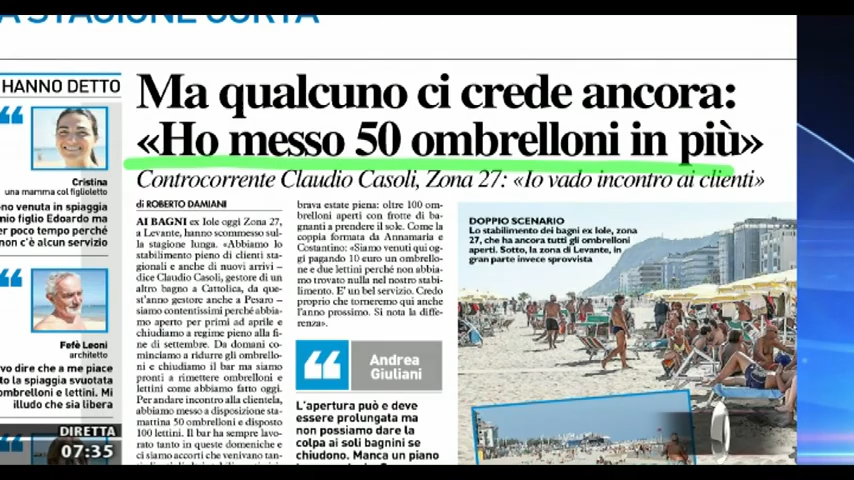 A STAGIONE CORTA
HANNO DETTO
Cristina
una mamma col figlioletto
ono venuta in spiaggia
mio figlio Edoardo ma
er poco tempo perché
non c'è alcun servizio
Fefè Leoni
architetto
vo dire che a me piace
to la spiaggia svuotata
ombrelloni e lettini. Mi
illudo che sia libera
Ma qualcuno ci crede ancora:
«Ho messo 50 ombrelloni in più»
Controcorrente Claudio Casoli, Zona 27: «Io vado incontro ai clienti»
di ROBERTO DAMIANI
AI BAGNI ex Iole oggi Zona 27,
a Levante, hanno scommesso sul-
la stagione lunga. «Abbiamo lo
stabilimento pieno di clienti sta-
gionali e anche di nuovi arrivi –
dice Claudio Casoli, gestore di un
altro bagno a Cattolica, da que
st'anno gestore anche a Pesaro –
siamo contentissimi perché abbia-
mo aperto per primi ad aprile e
chiudiamo a regime pieno alla fi-
ne di settembre. Da domani co-
minciamo a ridurre gli ombrello-
ni e chiudiamo il bar ma siamo
pronti a rimettere ombrelloni e
lettini come abbiamo fatto oggi.
Per andare incontro alla clientela,
abbiamo messo a disposizione sta-
mattina 50 ombrelloni e disposto
100 lettini. Il bar ha sempre lavo-
rato tanto in queste domeniche e
ci siamo accorti che venivano tan-
brava estate piena: oltre 100 om-
brelloni aperti con frotte di ba-
gnanti a prendere il sole. Come la
coppia formata da Annamaria e
Costantino: «Siamo venuti qui og-
gi pagando 10 euro un ombrello-
ne e due lettini perché non abbia-
mo trovato nulla nel nostro stabi-
limento. E' un bel servizio. Credo
proprio che torneremo qui anche
l'anno prossimo. Si nota la diffe-
renza».
Andrea
Giuliani
L'apertura può e deve
essere prolungata ma
non possiamo dare la
colpa ai soli bagnini se
chiudono. Manca un piano
DOPPIO SCENARIO
Lo stabilimento dei bagni ex Iole, zona
27, che ha ancora tutti gli ombrelloni
aperti. Sotto, la zona di Levante, in
gran parte invece sprovvista
DIRETTA
07:35